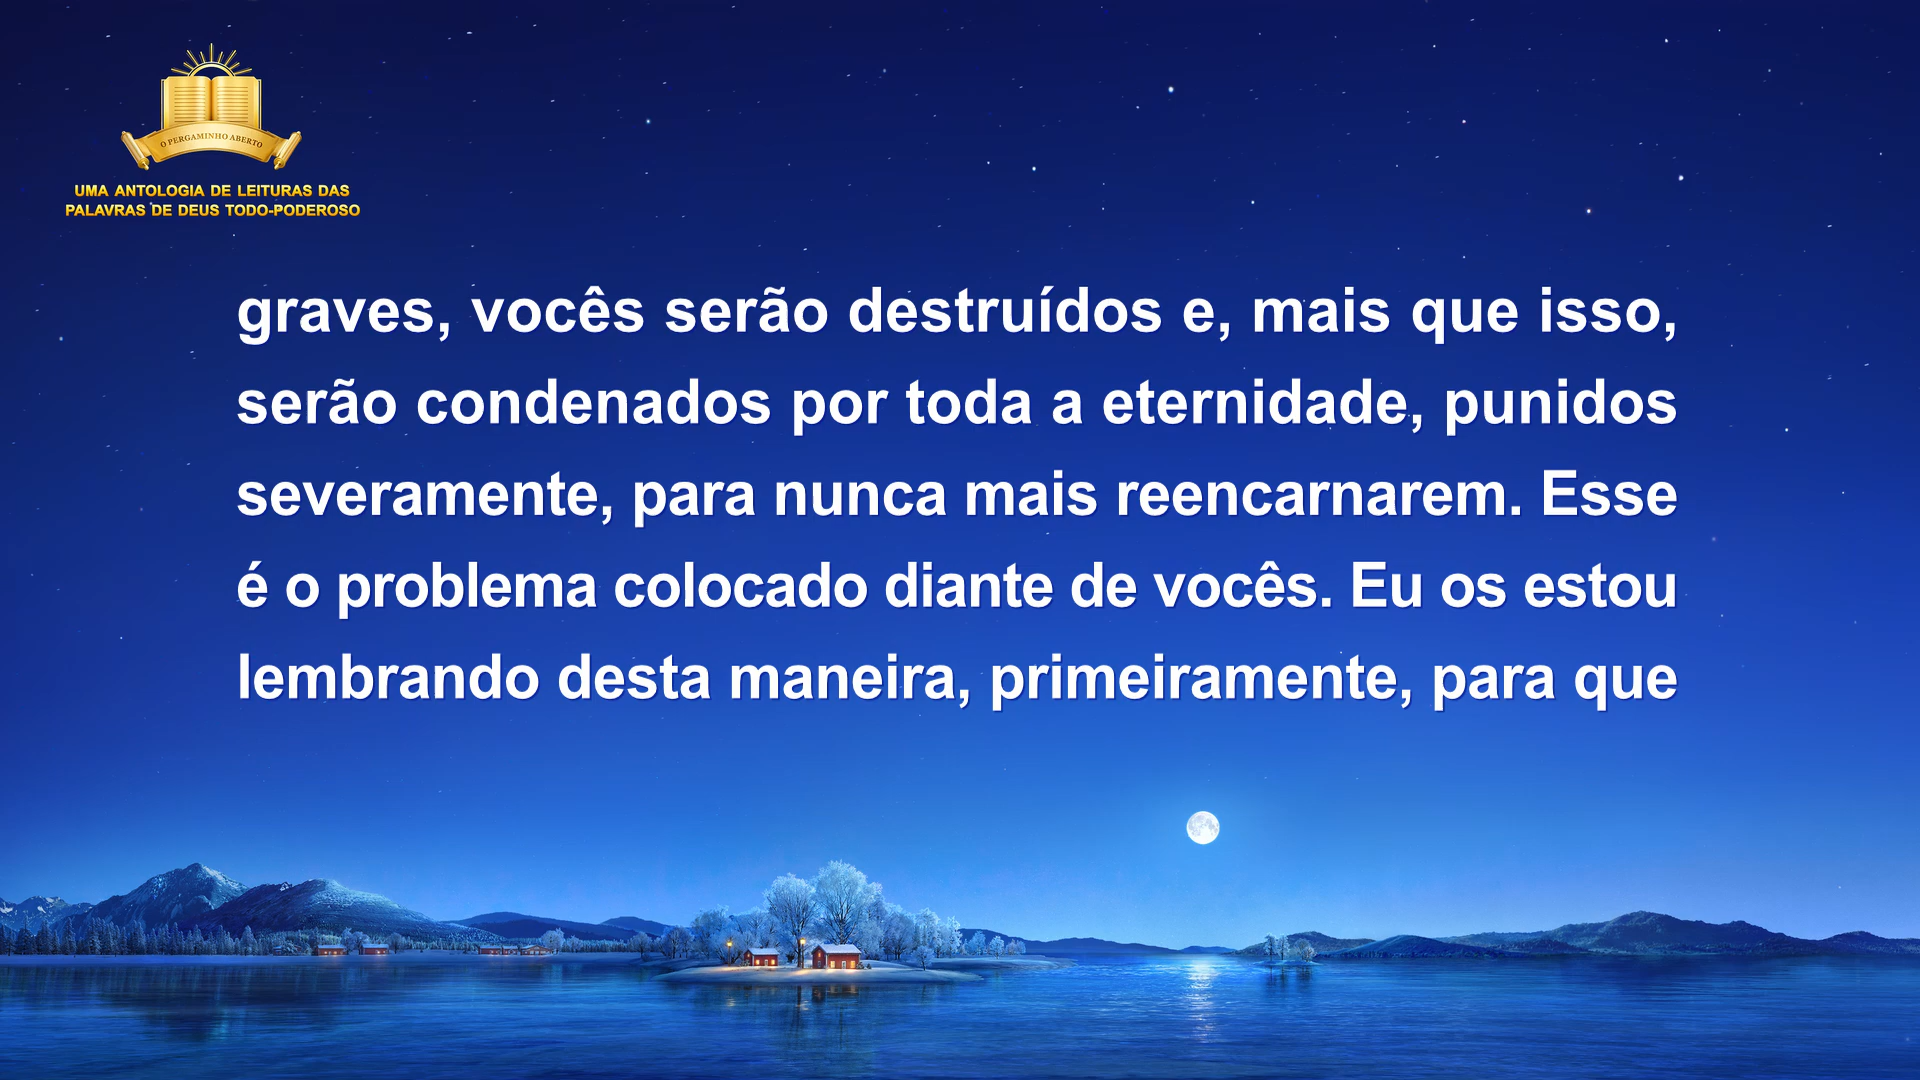 O PERGAMINHO ABERTO
UMA ANTOLOGIA DE LEITURAS DAS
PALAVRAS DE DEUS TODO-PODEROSO
graves, vocês serão destruídos e, mais que isso,
serão condenados por toda a eternidade, punidos
severamente, para nunca mais reencarnarem. Esse
é o problema colocado diante de vocês. Eu os estou
lembrando desta maneira, primeiramente, para que